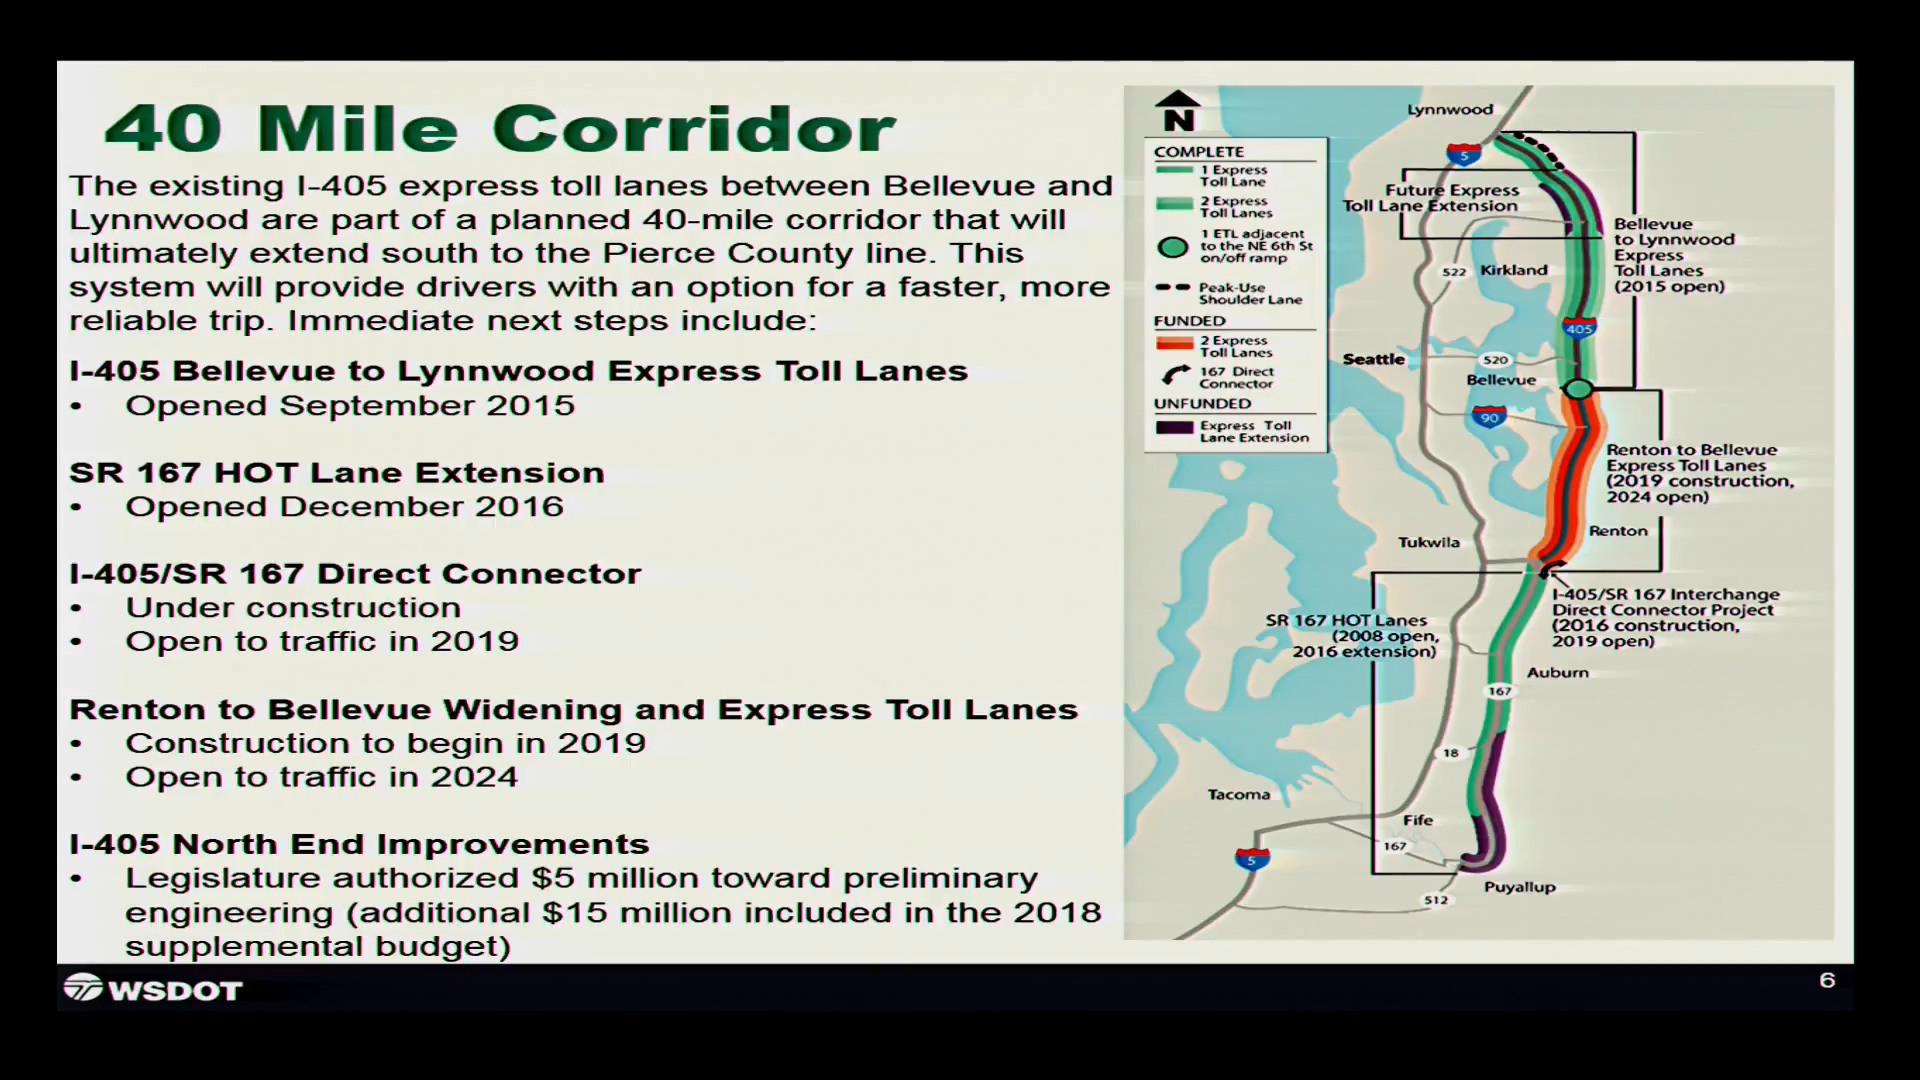 40 Mile Corridor
The existing I-405 express toll lanes between Bellevue and
Lynnwood are part of a planned 40-mile corridor that will
ultimately extend south to the Pierce County line. This
system will provide drivers with an option for a faster, more
reliable trip. Immediate next steps include:
I-405 Bellevue to Lynnwood Express Toll Lanes
• Opened September 2015
SR 167 HOT Lane Extension
• Opened December 2016
I-405/SR 167 Direct Connector
• Under construction
• Open to traffic in 2019
Renton to Bellevue Widening and Express Toll Lanes
• Construction to begin in 2019
• Open to traffic in 2024
I-405 North End Improvements
• Legislature authorized $5 million toward preliminary
engineering (additional $15 million included in the 2018
supplemental budget)
N
COMPLETE
1 Express
Toll Lane
2 Express
Toll Lanes
1 ETL adjacent
to the NE 6th St
on/off ramp
Peak-Use
Shoulder Lane
FUNDED
2 Express
Toll Lanes
167 Direct
Connector
UNFUNDED
Express Toll
Lane Extension
Lynnwood
5
Future Express
Toll Lane Extension
Bellevue
to Lynnwood
Express
Toll Lanes
(2015 open)
522
Kirkland
405
Seattle
520
Bellevue
90
Renton to Bellevue
Express Toll Lanes
(2019 construction,
2024 open)
Renton
Tukwila
I-405/SR 167 Interchange
Direct Connector Project
(2016 construction,
2019 open)
SR 167 HOT Lanes
(2008 open,
2016 extension)
Auburn
167
18
Tacoma
Fife
167
5
Puyallup
512
WSDOT
6